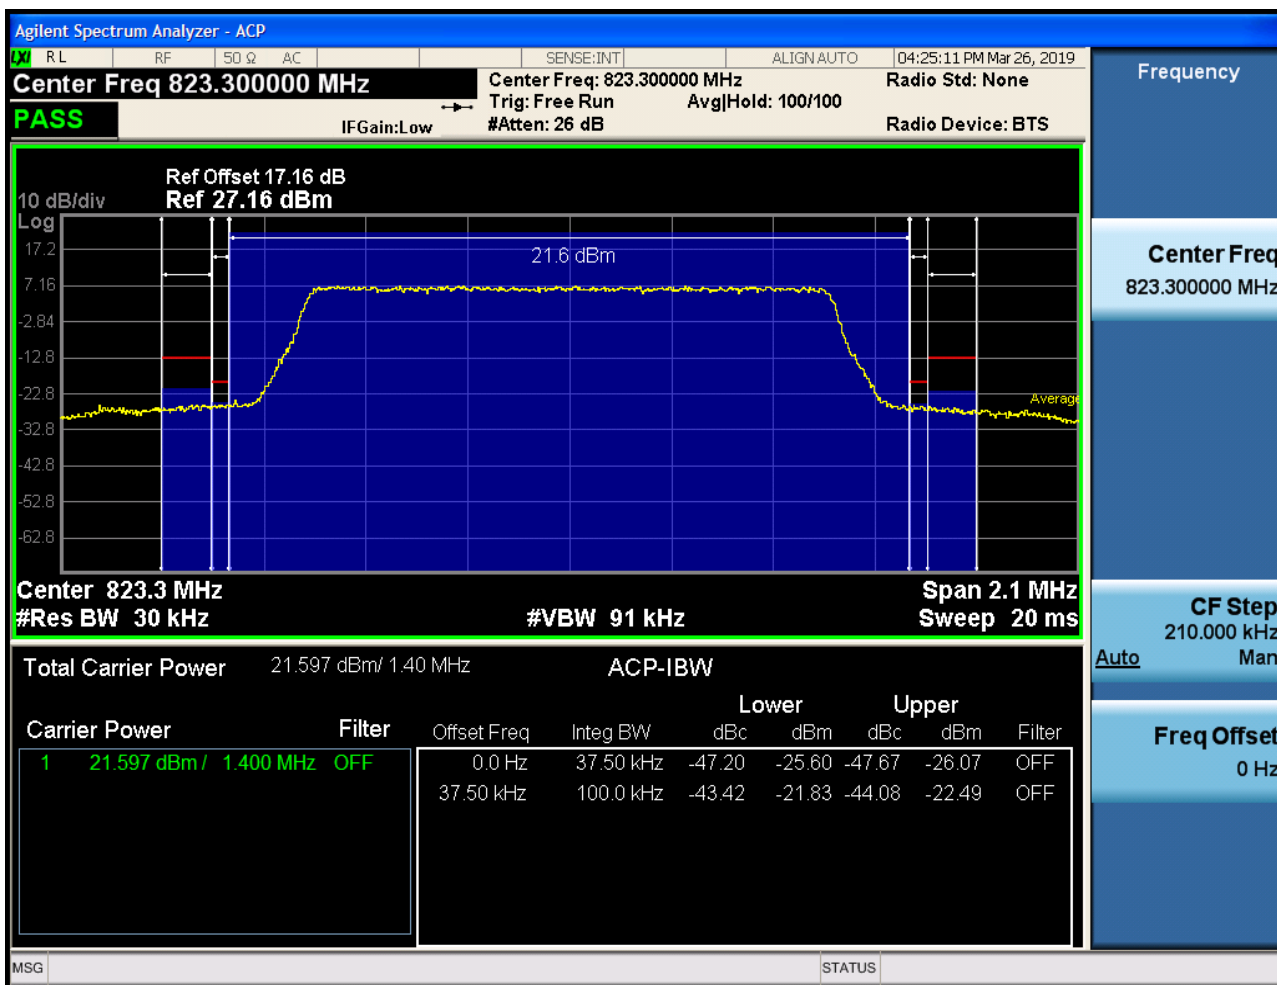 Agilent Spectrum Analyzer - ACP
LXI RL RF 50 Ω AC SENSE:INT ALIGNAUTO 04:25:11 PM Mar 26, 2019
Center Freq 823.300000 MHz
PASS
IFGain:Low
Center Freq: 823.300000 MHz
Trig: Free Run Avg|Hold: 100/100
#Atten: 26 dB
Radio Std: None
Radio Device: BTS
Ref Offset 17.16 dB
10 dB/div Ref 27.16 dBm
Log
17.2
7.16
-2.84
-12.8
-22.8
-32.8
-42.8
-52.8
-62.8
21.6 dBm
Average
Center 823.3 MHz Span 2.1 MHz
#Res BW 30 kHz #VBW 91 kHz Sweep 20 ms
Total Carrier Power 21.597 dBm/ 1.40 MHz ACP-IBW
Lower Upper
Carrier Power Filter Offset Freq Integ BW dBc dBm dBc dBm Filter
1 21.597 dBm / 1.400 MHz OFF 0.0 Hz 37.50 kHz -47.20 -25.60 -47.67 -26.07 OFF
37.50 kHz 100.0 kHz -43.42 -21.83 -44.08 -22.49 OFF
MSG STATUS
Frequency
Center Freq
823.300000 MHz
CF Step
210.000 kHz
Auto Man
Freq Offset
0 Hz